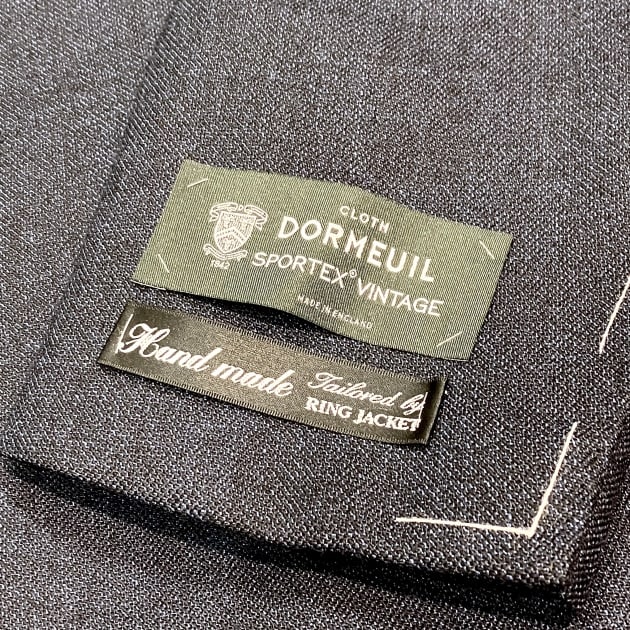 CLOTH
DORMEUIL
SPORTEX® VINTAGE
1842
MADE IN ENGLAND
Hand made Tailored by
RING JACKET